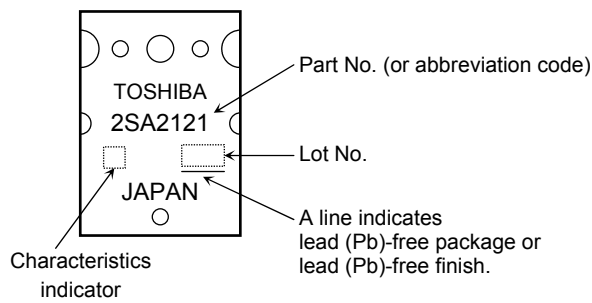 TOSHIBA
2SA2121
JAPAN
Part No. (or abbreviation code)
Lot No.
A line indicates
lead (Pb)-free package or
lead (Pb)-free finish.
Characteristics
indicator